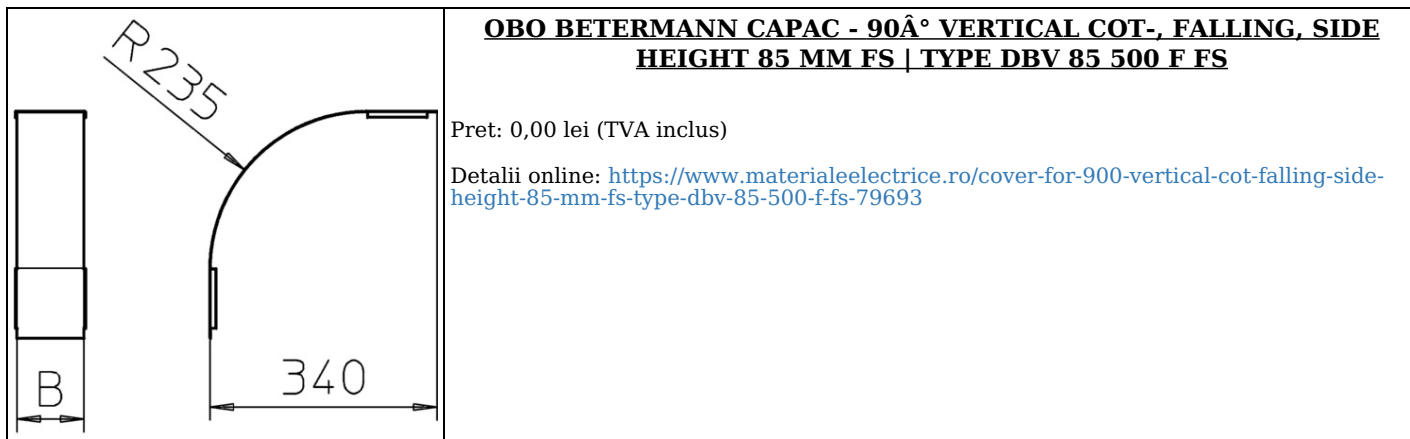 R235
B
340
OBO BETERMANN CAPAC - 90Â° VERTICAL COT-, FALLING, SIDE
HEIGHT 85 MM FS | TYPE DBV 85 500 F FS
Pret: 0,00 lei (TVA inclus)
Detalii online: https://www.materialeelectrice.ro/cover-for-900-vertical-cot-falling-side-
height-85-mm-fs-type-dbv-85-500-f-fs-79693